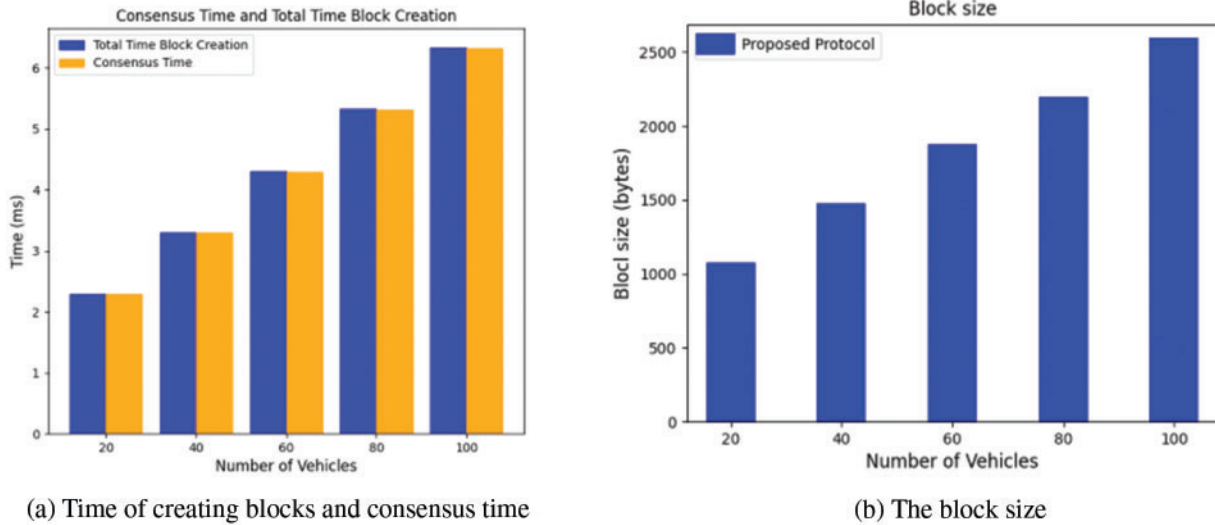 Consensus Time and Total Time Block Creation
Total Time Block Creation
Consensus Time
6
5
4
3
2
1
0
Time (ms)
20 40 60 80 100
Number of Vehicles
(a) Time of creating blocks and consensus time
Block size
Proposed Protocol
2500
2000
1500
1000
500
0
Blocl size (bytes)
20 40 60 80 100
Number of Vehicles
(b) The block size